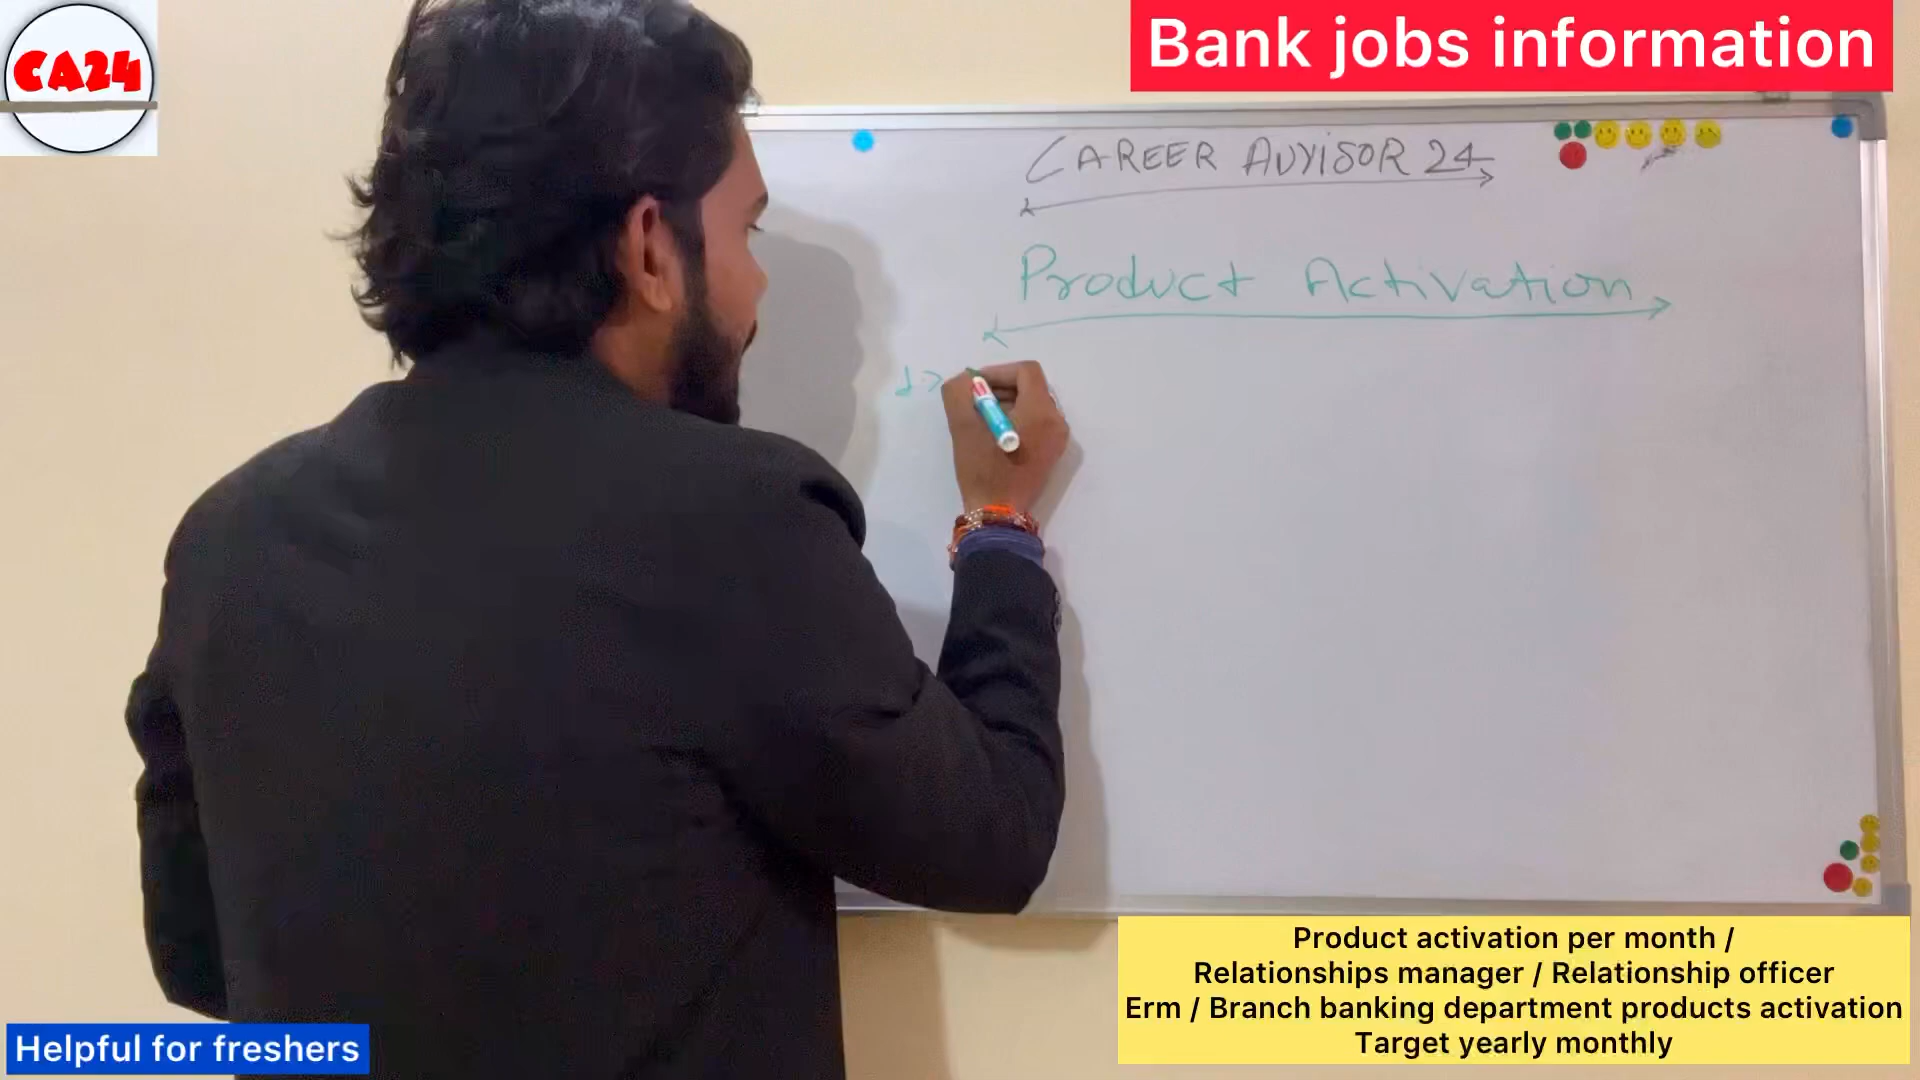 CA24
Bank jobs information
CAREER ADVISOR 24
Product Activation
1.>
Product activation per month /
Relationships manager / Relationship officer
Erm / Branch banking department products activation
Target yearly monthly
Helpful for freshers